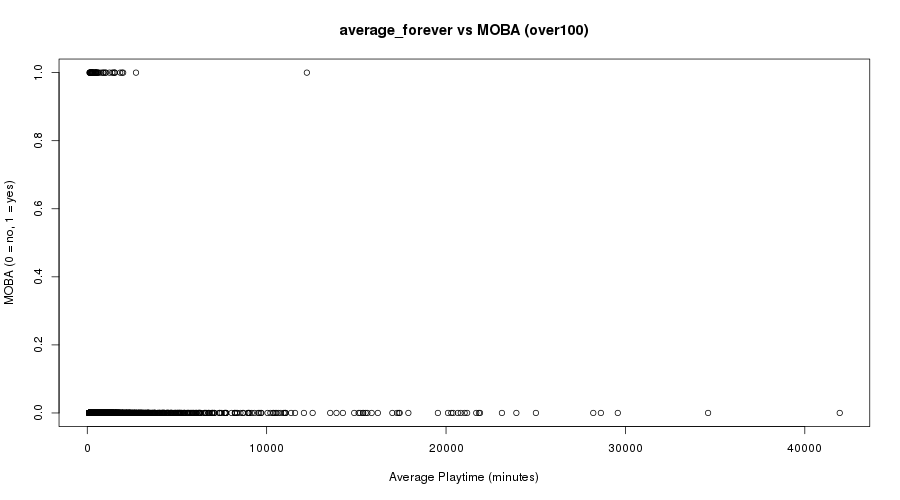 average_forever vs MOBA (over100)
MOBA (0 = no, 1 = yes)
1.0
0.8
0.6
0.4
0.2
0.0
0 10000 20000 30000 40000
Average Playtime (minutes)